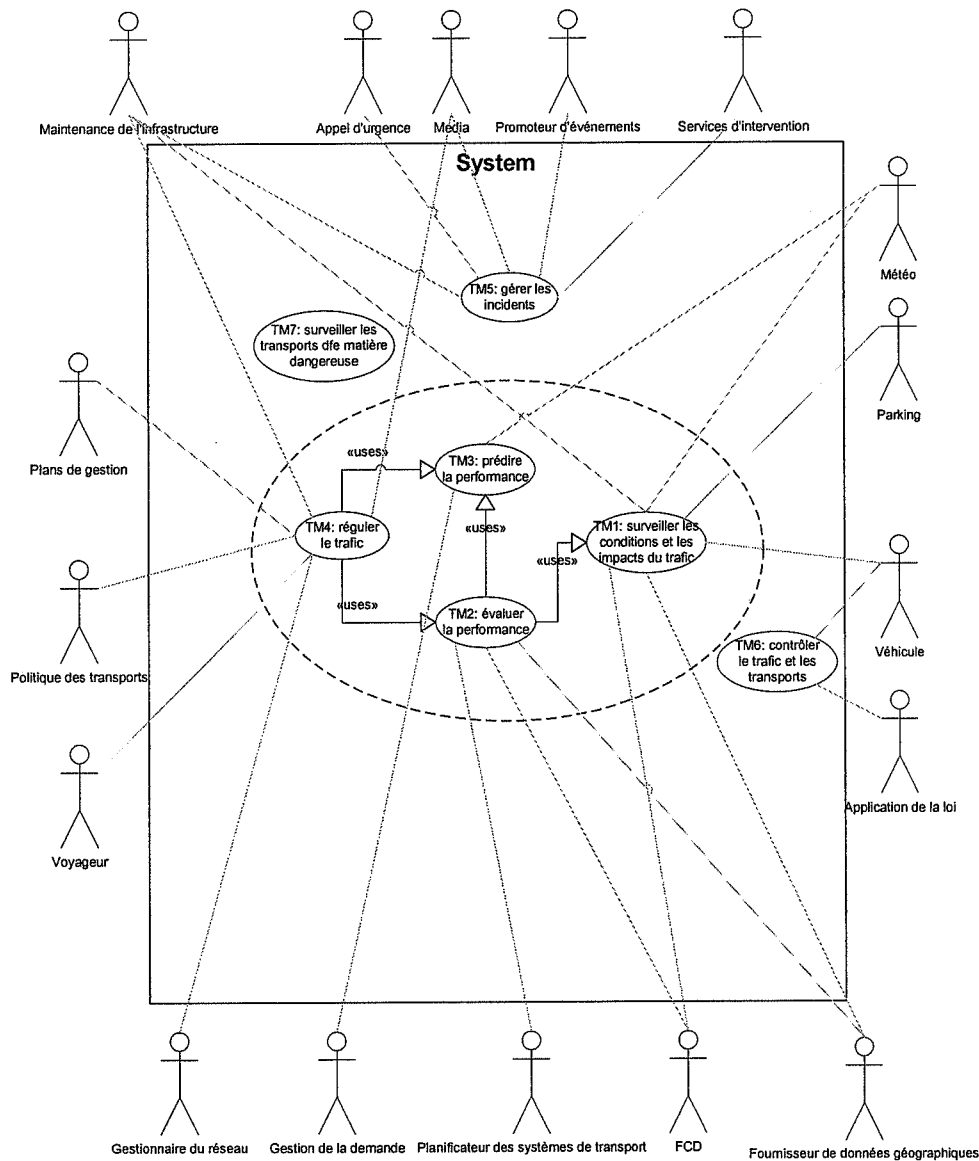 Maintenance de l'infrastructure
Appel d'urgence
Média
Promoteur d'événements
Services d'intervention
System
Météo
TM5: gérer les
incidents
TM7: surveiller les
transports dfe matière
dangereuse
Parking
Plans de gestion
«uses»
TM3: prédire
la performance
TM4: réguler
le trafic
«uses»
TM1: surveiller les
conditions et les
impacts du trafic
«uses»
«uses»
TM2: évaluer
la performance
TM6: contrôler
le trafic et les
transports
Véhicule
Politique des transports
Application de la loi
Voyageur
Gestionnaire du réseau
Gestion de la demande
Planificateur des systèmes de transport
FCD
Fournisseur de données géographiques